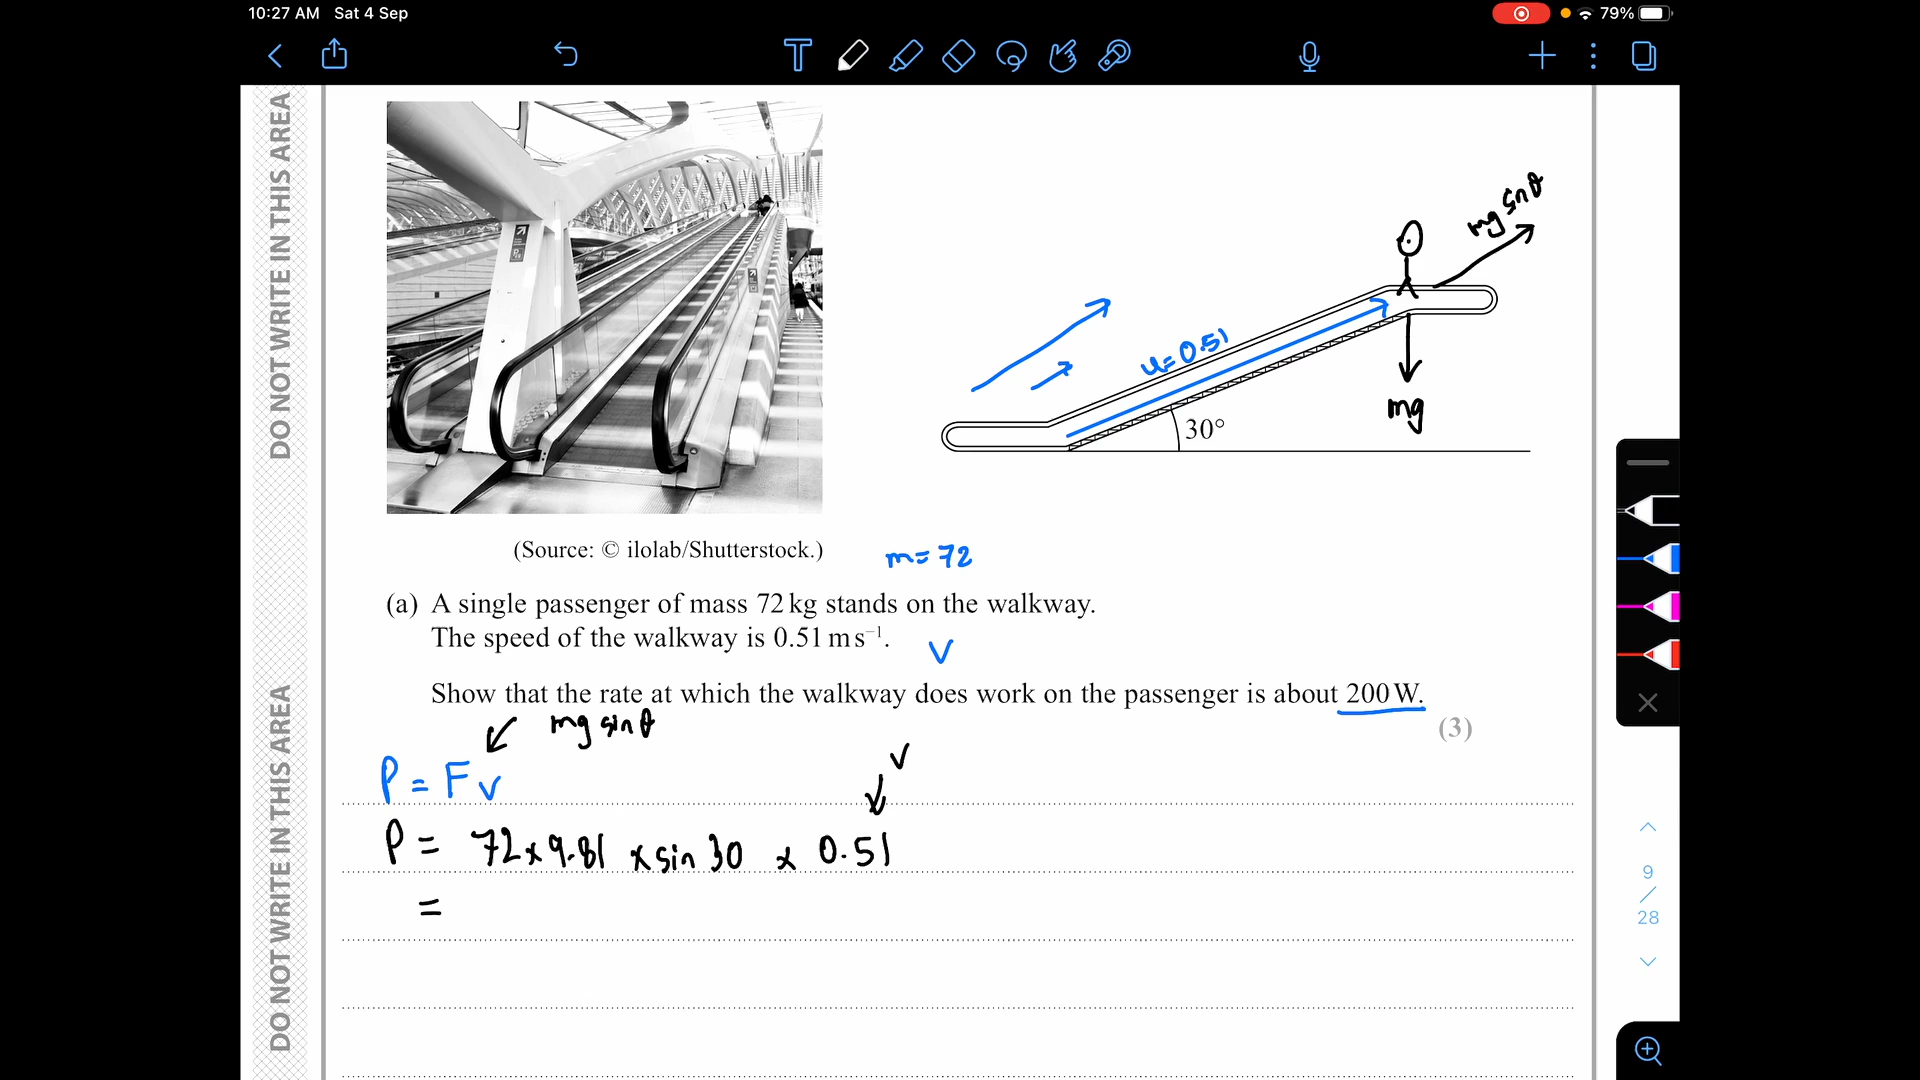 10:27 AM Sat 4 Sep
79%
DO NOT WRITE IN THIS AREA
DO NOT WRITE IN THIS AREA
mg sinθ
u=0.51
30°
mg
(Source: © ilolab/Shutterstock.)
m=72
(a) A single passenger of mass 72 kg stands on the walkway.
The speed of the walkway is 0.51 m s⁻¹.
v
Show that the rate at which the walkway does work on the passenger is about 200 W.
(3)
mg sinθ
P = Fv
v
P = 72 x 9.81 x sin 30 x 0.51
=
9
/
28